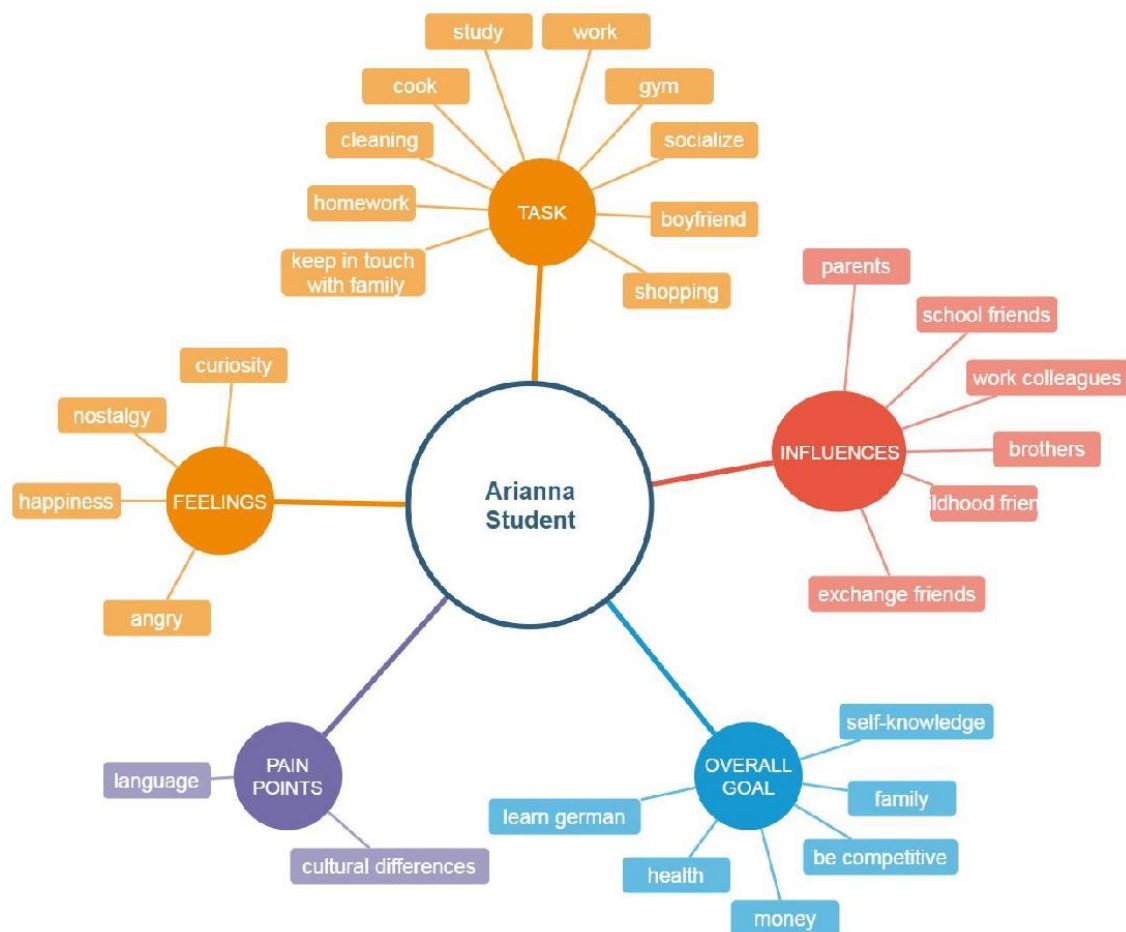 study
work
cook
gym
cleaning
socialize
homework
TASK
boyfriend
keep in touch
with family
shopping
parents
school friends
work colleagues
INFLUENCES
brothers
ildhood frien
exchange friends
curiosity
nostalgy
happiness
FEELINGS
angry
Arianna
Student
PAIN
POINTS
language
cultural differences
OVERALL
GOAL
self-knowledge
family
learn german
be competitive
health
money